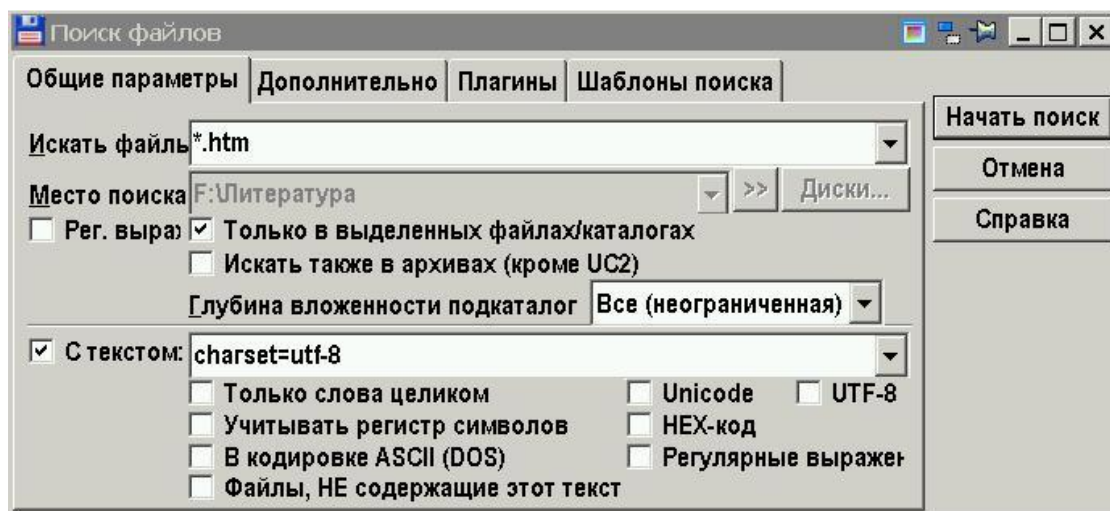 Поиск файлов
Общие параметры Дополнительно Плагины Шаблоны поиска
Начать поиск
Искать файль *.htm
Отмена
Место поиска F:\Литература >> Диски...
Справка
Рег. выра Только в выделенных файлах/каталогах
Искать также в архивах (кроме UC2)
Глубина вложенности подкаталог Все (неограниченная)
С текстом: charset=utf-8
Только слова целиком Unicode UTF-8
Учитывать регистр символов HEX-код
В кодировке ASCII (DOS) Регулярные выражен
Файлы, НЕ содержащие этот текст